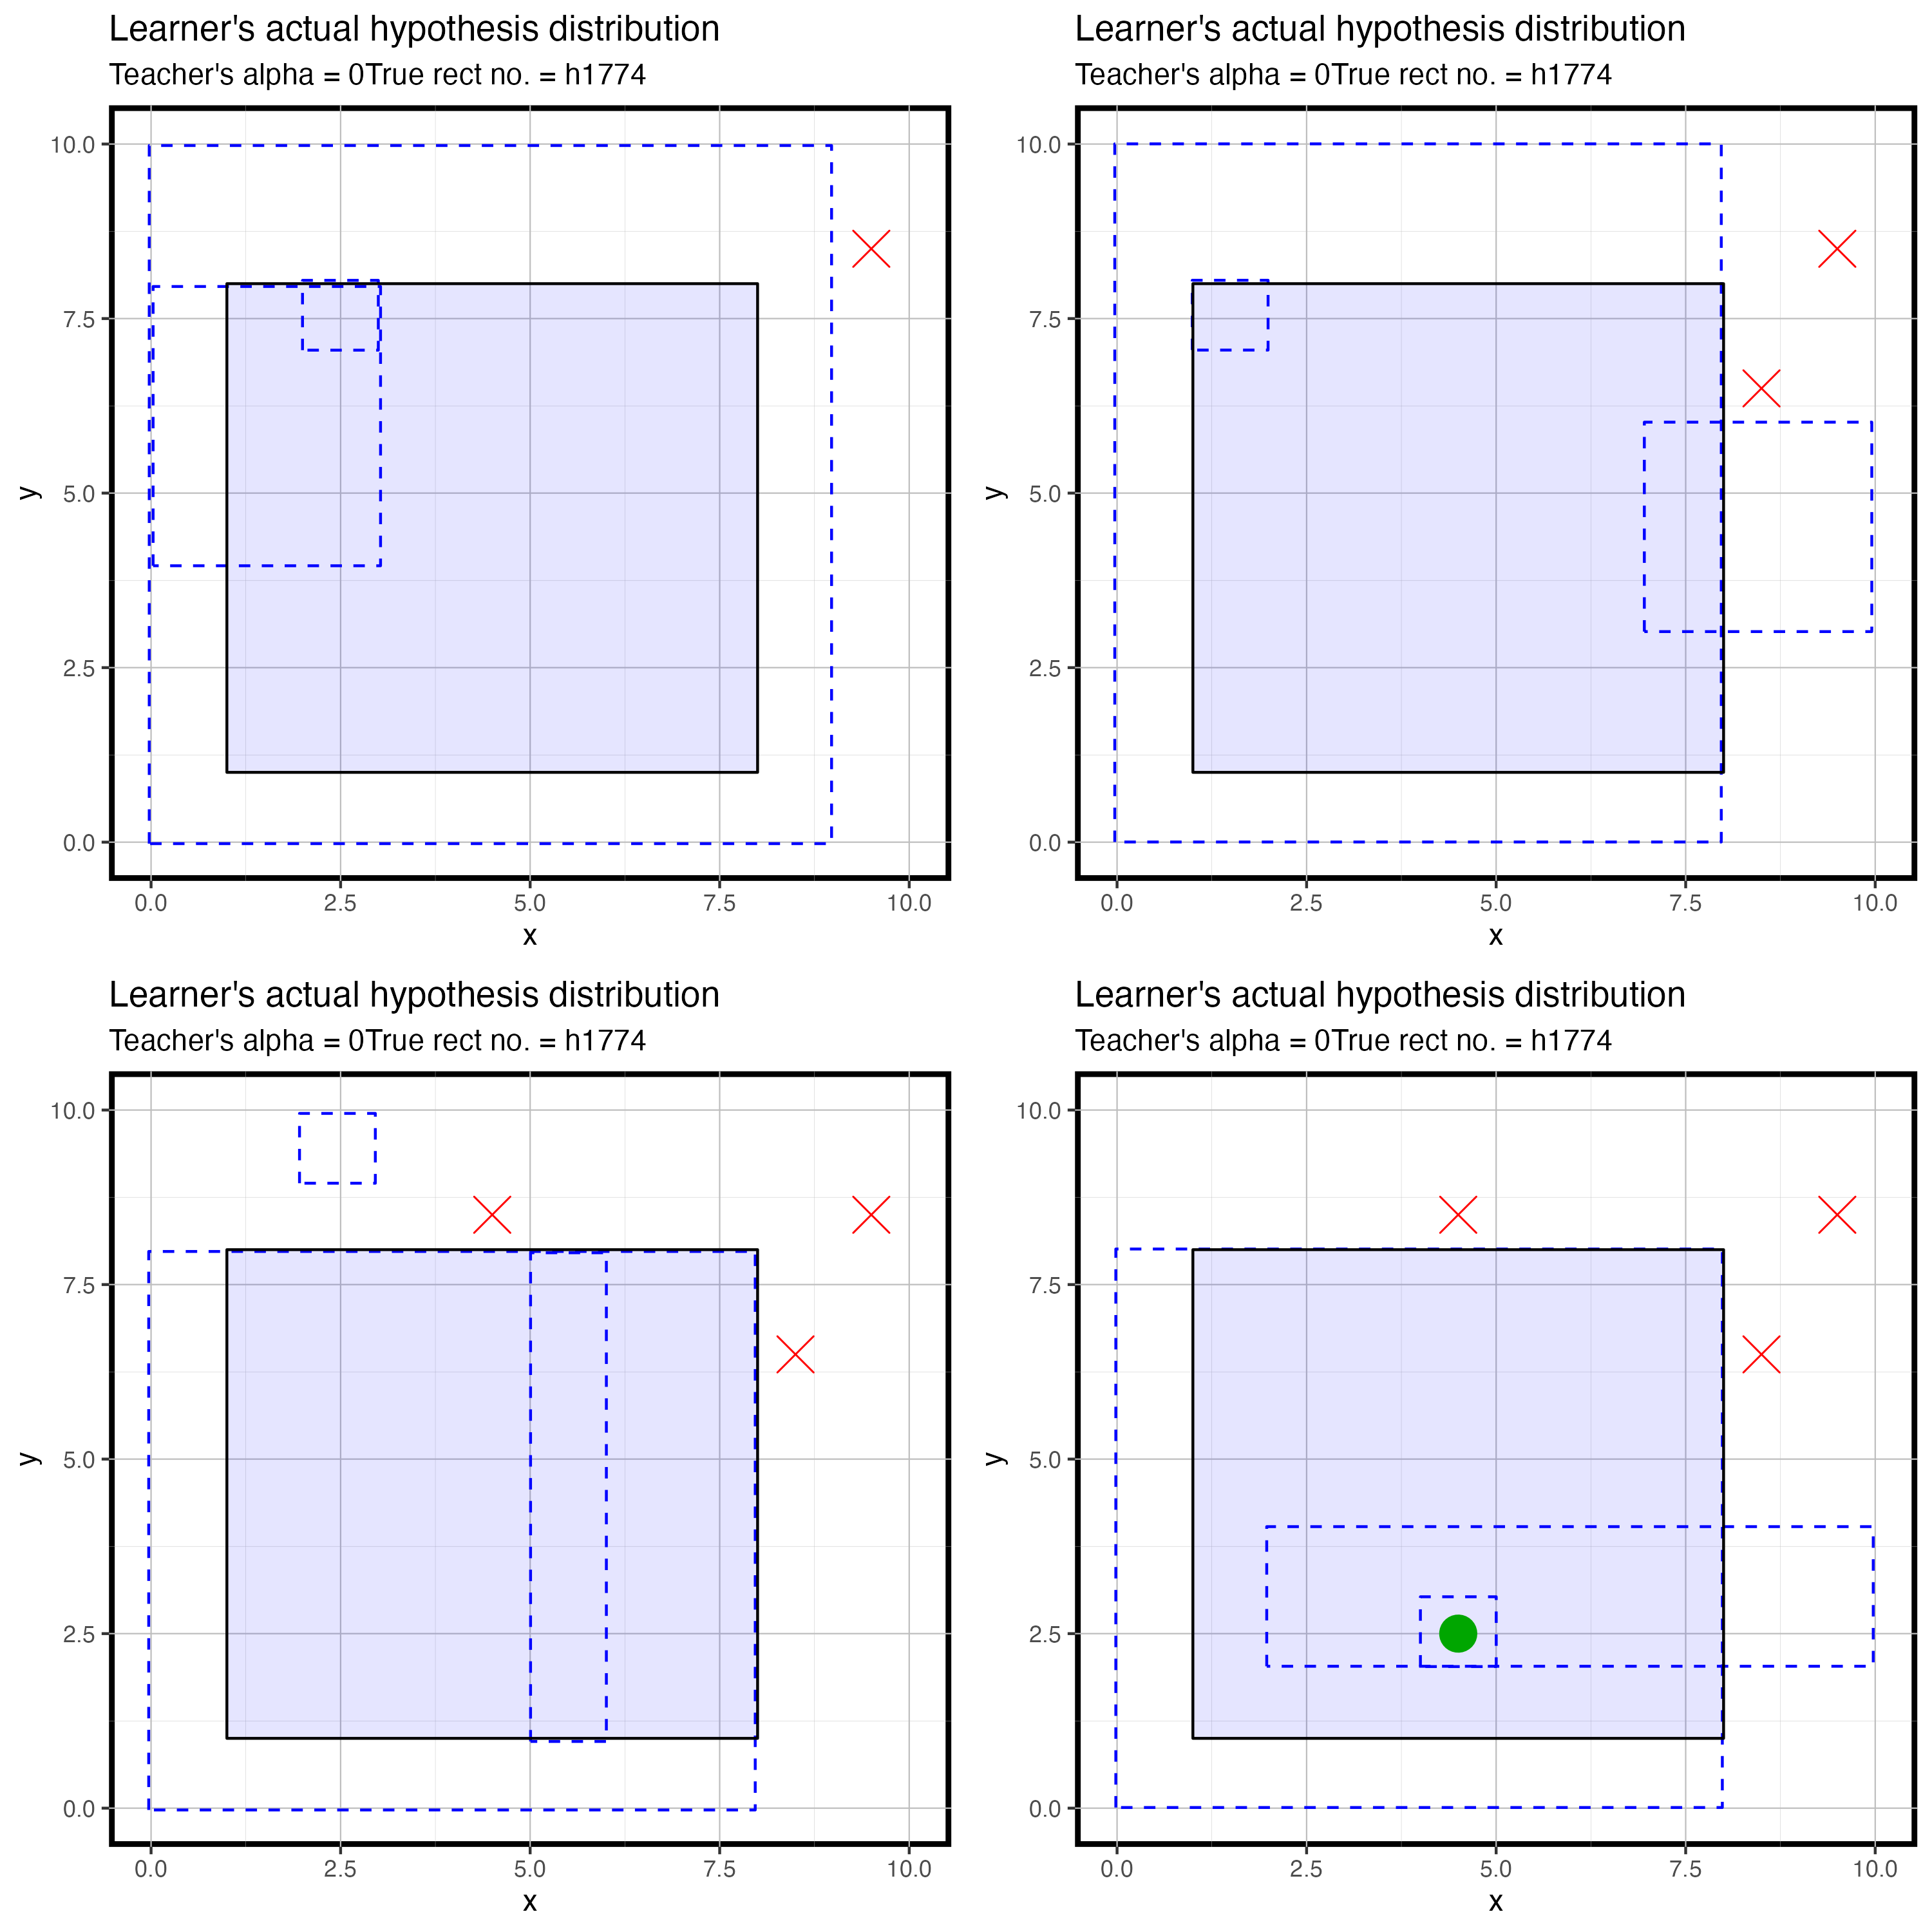 Learner's actual hypothesis distribution
Teacher's alpha = 0True rect no. = h1774
10.0
7.5
5.0
2.5
0.0
y
0.0 2.5 5.0 7.5 10.0
x
Learner's actual hypothesis distribution
Teacher's alpha = 0True rect no. = h1774
10.0
7.5
5.0
2.5
0.0
y
0.0 2.5 5.0 7.5 10.0
x
Learner's actual hypothesis distribution
Teacher's alpha = 0True rect no. = h1774
10.0
7.5
5.0
2.5
0.0
y
0.0 2.5 5.0 7.5 10.0
x
Learner's actual hypothesis distribution
Teacher's alpha = 0True rect no. = h1774
10.0
7.5
5.0
2.5
0.0
y
0.0 2.5 5.0 7.5 10.0
x